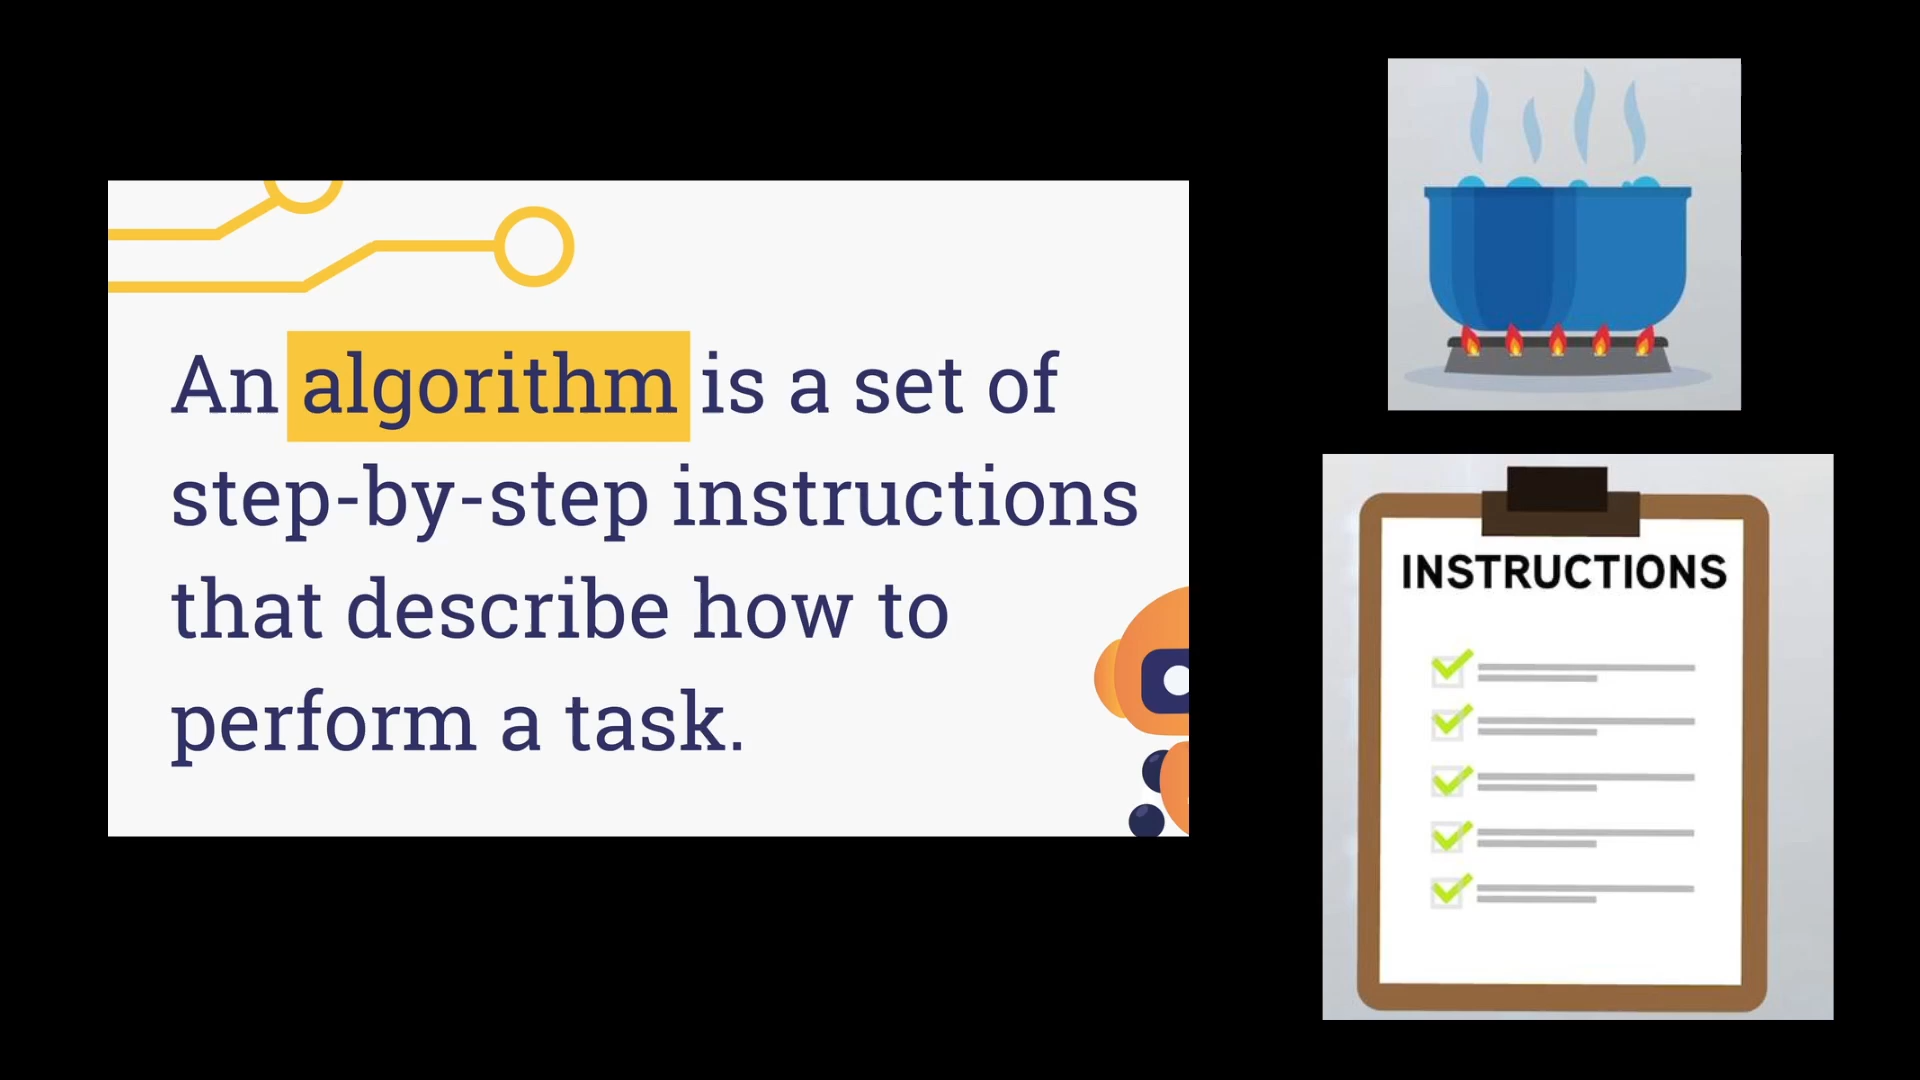 An algorithm is a set of
step-by-step instructions
that describe how to
perform a task.
INSTRUCTIONS